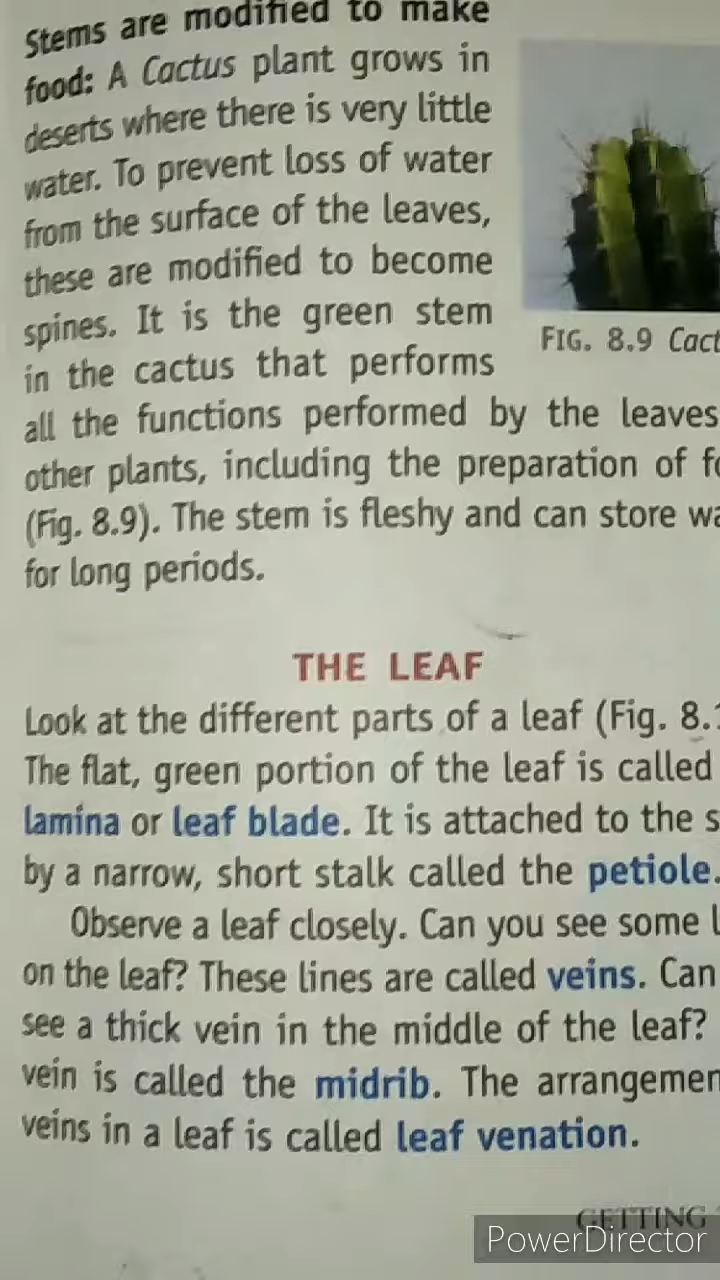 Stems are modified to make
food: A Cactus plant grows in
deserts where there is very little
water. To prevent loss of water
from the surface of the leaves,
these are modified to become
spines. It is the green stem
in the cactus that performs
all the functions performed by the leaves
other plants, including the preparation of
(Fig. 8.9). The stem is fleshy and can store
for long periods.
FIG. 8.9
THE LEAF
Look at the different parts of a leaf (Fig. 8.
The flat, green portion of the leaf is called
lamina or leaf blade. It is attached to the
by a narrow, short stalk called the petiole.
Observe a leaf closely. Can you see some
on the leaf? These lines are called veins. Can
see a thick vein in the middle of the leaf?
vein is called the midrib. The
veins in a leaf is called leaf venation.
GETTING
PowerDirector